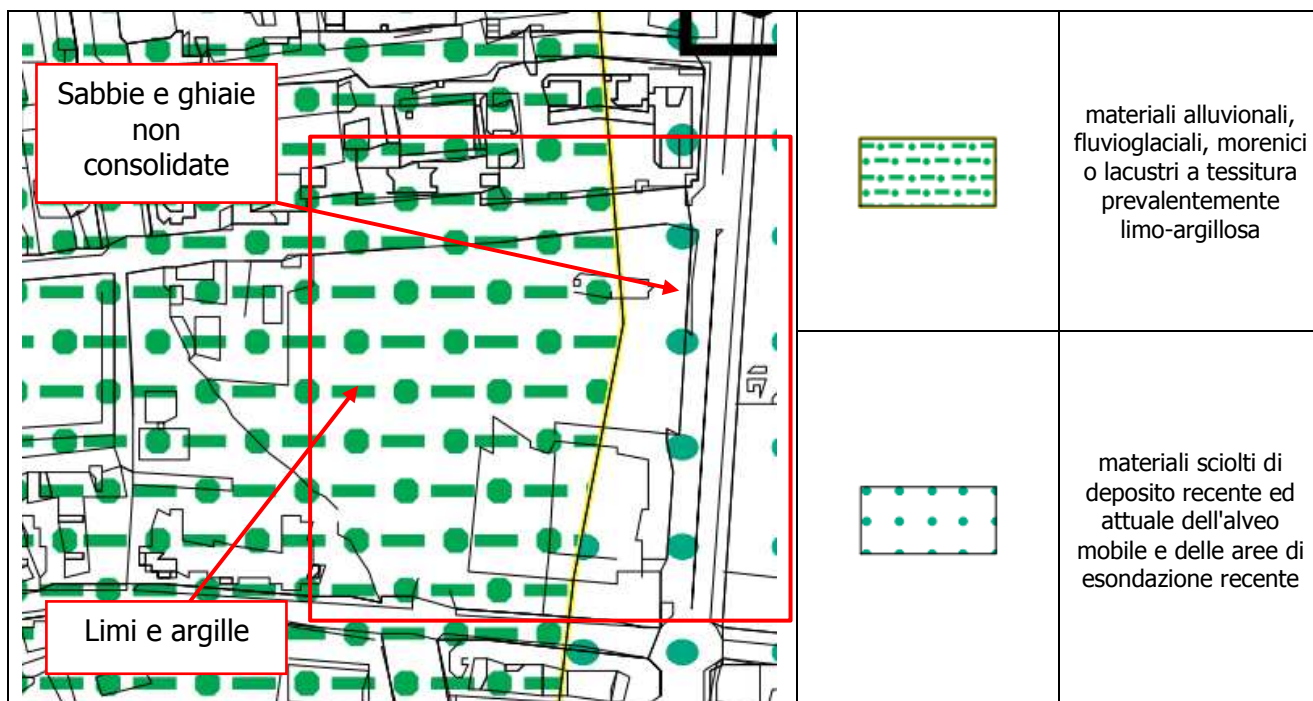 Sabbie e ghiaie
non
consolidate
Limi e argille
materiali alluvionali,
fluvioglaciali, morenici
o lacustri a tessitura
prevalentemente
limo-argillosa
materiali sciolti di
deposito recente ed
attuale dell'alveo
mobile e delle aree di
esondazione recente